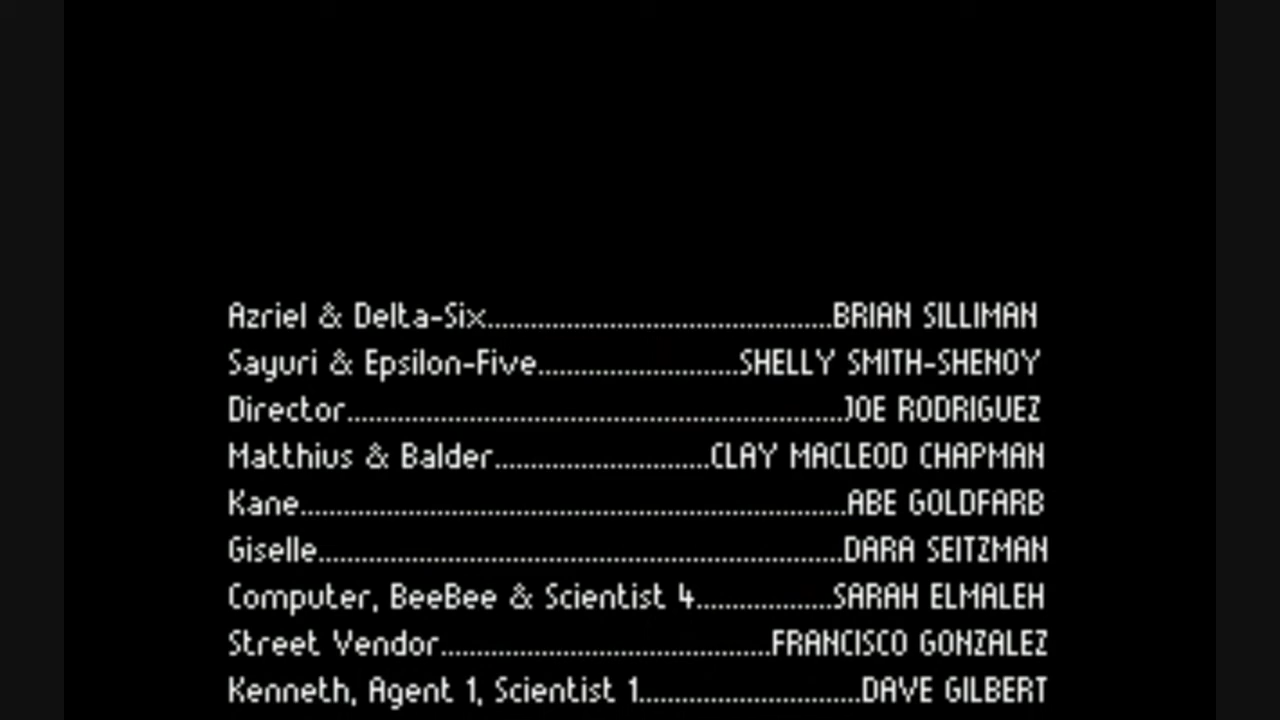 Azriel & Delta-Six................................................BRIAN SILLIMAN
Sayuri & Epsilon-Five............................SHELLY SMITH-SHENOY
Director.....................................................................JOE RODRIGUEZ
Matthius & Balder..............................CLAY MACLEOD CHAPMAN
Kane............................................................................ABE GOLDFARB
Giselle.........................................................................DARA SEITZMAN
Computer, BeeBee & Scientist 4...................SARAH ELMALEH
Street Vendor..............................................FRANCISCO GONZALEZ
Kenneth, Agent 1, Scientist 1...............................DAVE GILBERT